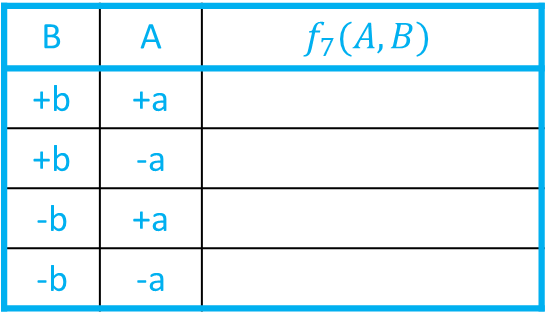 B A f₇(A, B)
+b +a
+b -a
-b +a
-b -a